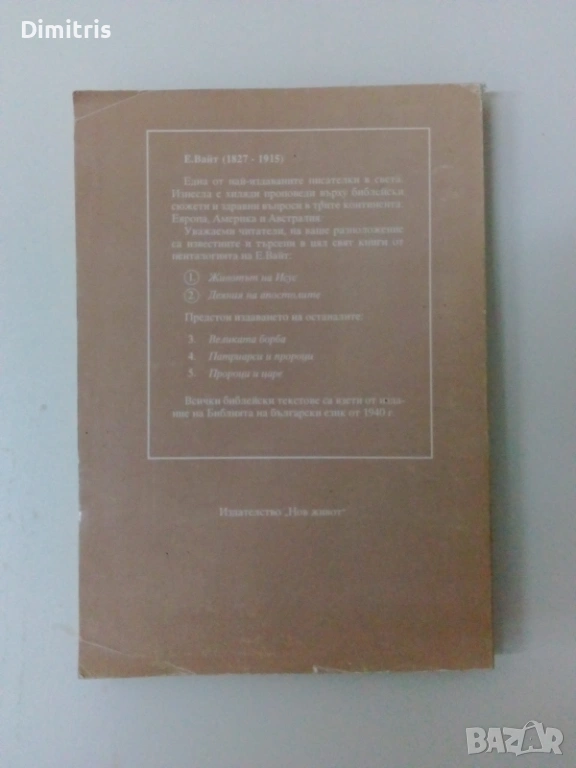 Dimitris
Е.Вайт (1827 - 1915)
Една от най-издаваните писателки в света.
Изнесла е хиляди проповеди върху библейски
сюжети и здравни въпроси в трите континента:
Европа, Америка и Австралия.
Уважаеми читатели, на ваше разположение
са известните и търсени в цял свят книги от
пенталогията на Е.Вайт:
1. Животът на Исус
2. Деяния на апостолите
Предстои издаването на останалите:
3. Великата борба
4. Патриарси и пророци
5. Пророци и царе
Всички библейски текстове са взети от изда-
ние на Библията на български език от 1940 г.
Издателство „Нов живот“
BAZAR